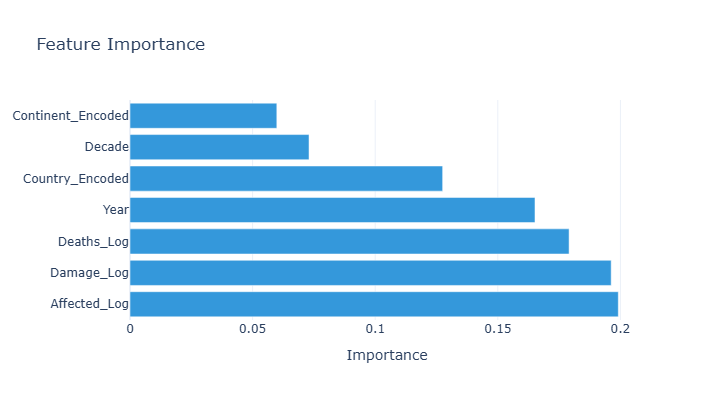 Feature Importance
Continent_Encoded
Decade
Country_Encoded
Year
Deaths_Log
Damage_Log
Affected_Log
0 0.05 0.1 0.15 0.2
Importance